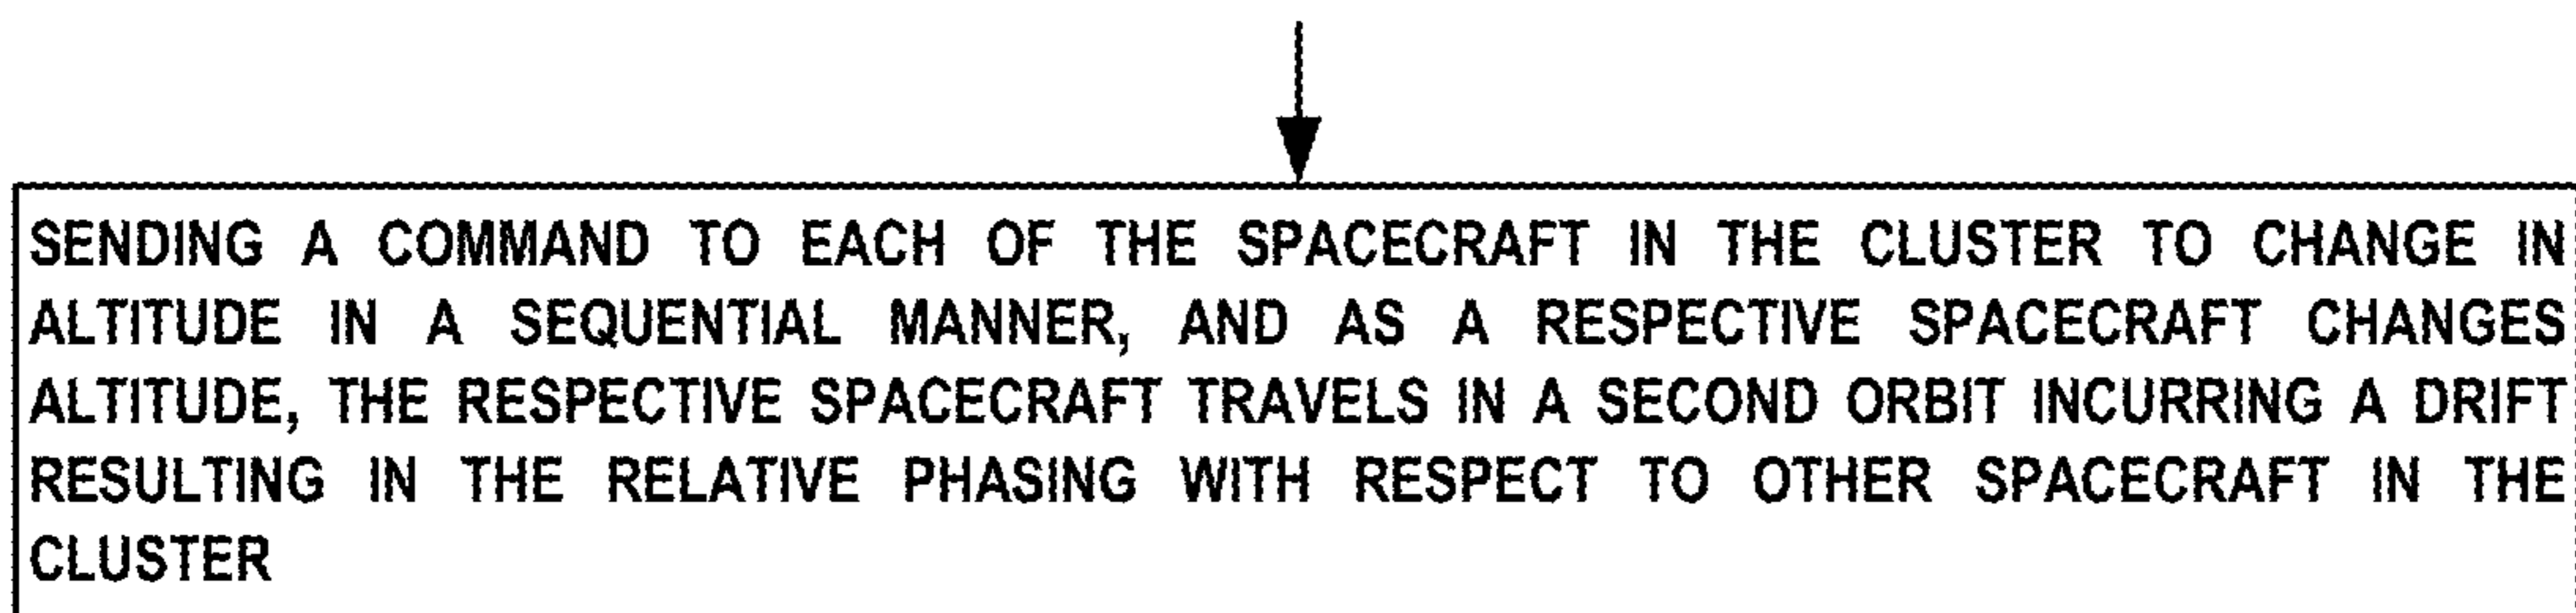 SENDING A COMMAND TO EACH OF THE SPACECRAFT IN THE CLUSTER TO CHANGE IN
ALTITUDE IN A SEQUENTIAL MANNER, AND AS A RESPECTIVE SPACECRAFT CHANGES
ALTITUDE, THE RESPECTIVE SPACECRAFT TRAVELS IN A SECOND ORBIT INCURRING A DRIFT
RESULTING IN THE RELATIVE PHASING WITH RESPECT TO OTHER SPACECRAFT IN THE
CLUSTER